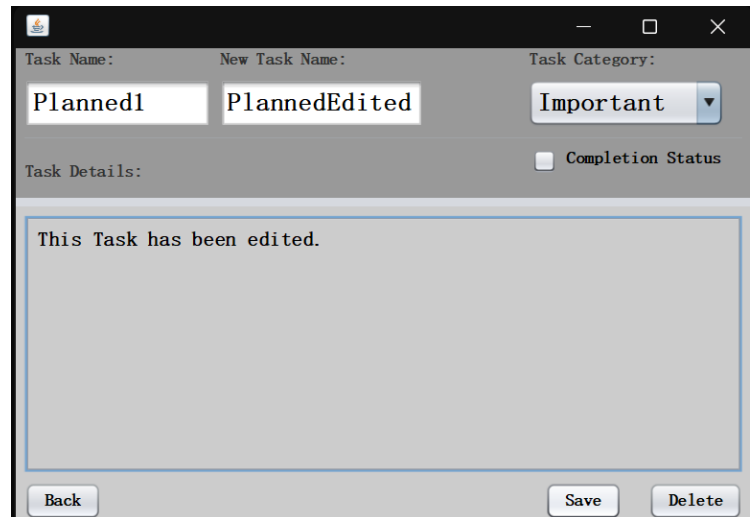 Task Name: New Task Name: Task Category:
Planned1 PlannedEdited Important
Completion Status
Task Details:
This Task has been edited.
Back Save Delete